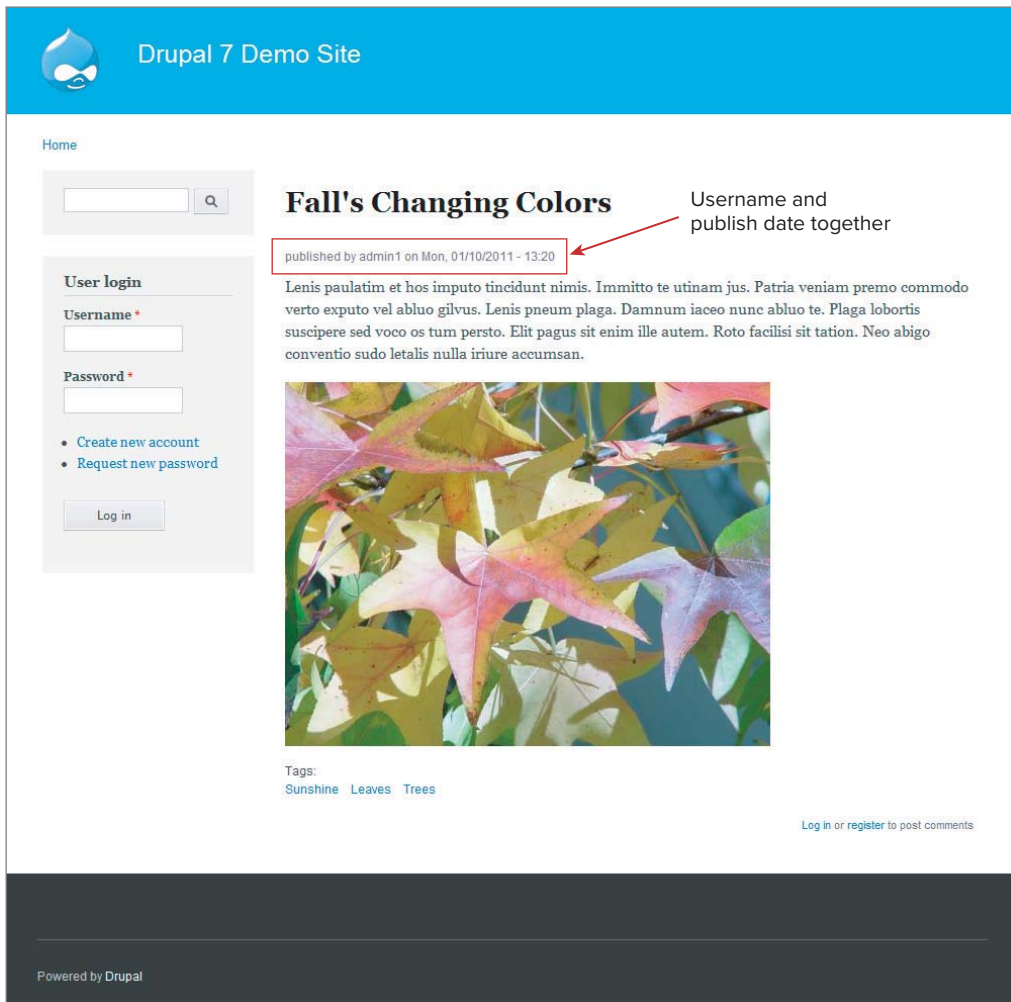 Drupal 7 Demo Site
Home
Fall's Changing Colors
Username and
publish date together
published by admin1 on Mon, 01/10/2011 - 13:20
User login
Username *
Password *
Create new account
Request new password
Log in
Lenis paulatim et hos imputo tincidunt nimis. Immitto te utinam jus. Patria veniam premo commodo
verto exputo vel abluo gilvus. Lenis pneum plaga. Damnum iaceo nunc abluo te. Plaga lobortis
suscipere sed voco os tum persto. Elit pagus sit enim ille autem. Roto facilisi sit tation. Neo abigo
conventio sudo letalis nulla iriure accumsan.
Tags:
Sunshine Leaves Trees
Log in or register to post comments
Powered by Drupal